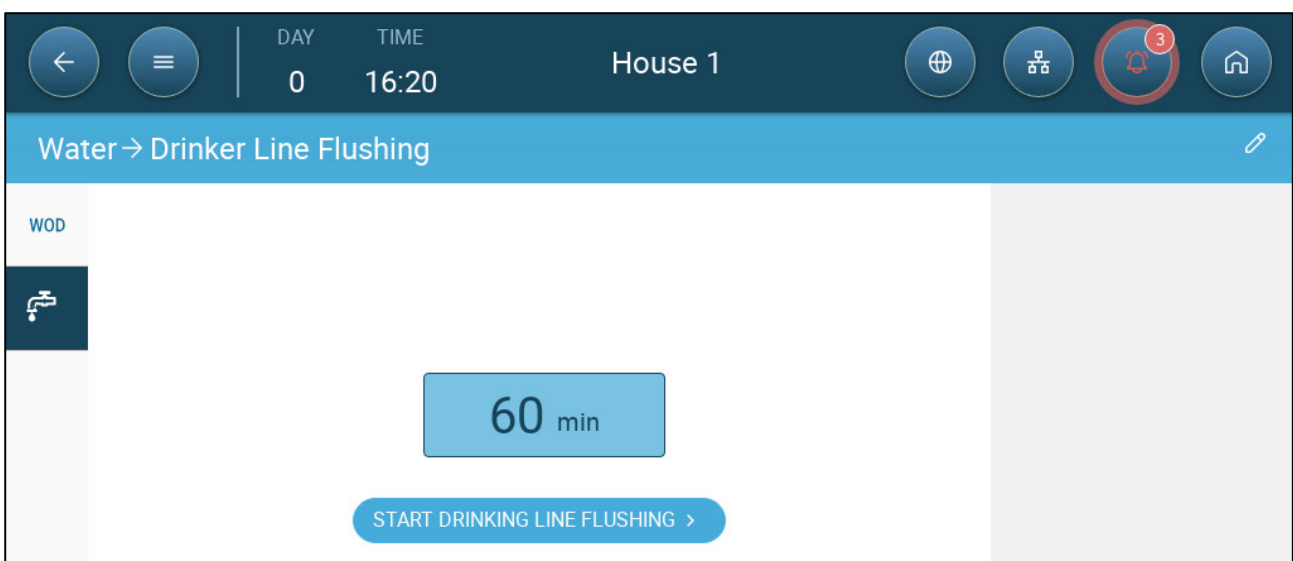 DAY TIME
0 16:20
House 1
3
Water → Drinker Line Flushing
WOD
60 min
START DRINKING LINE FLUSHING >